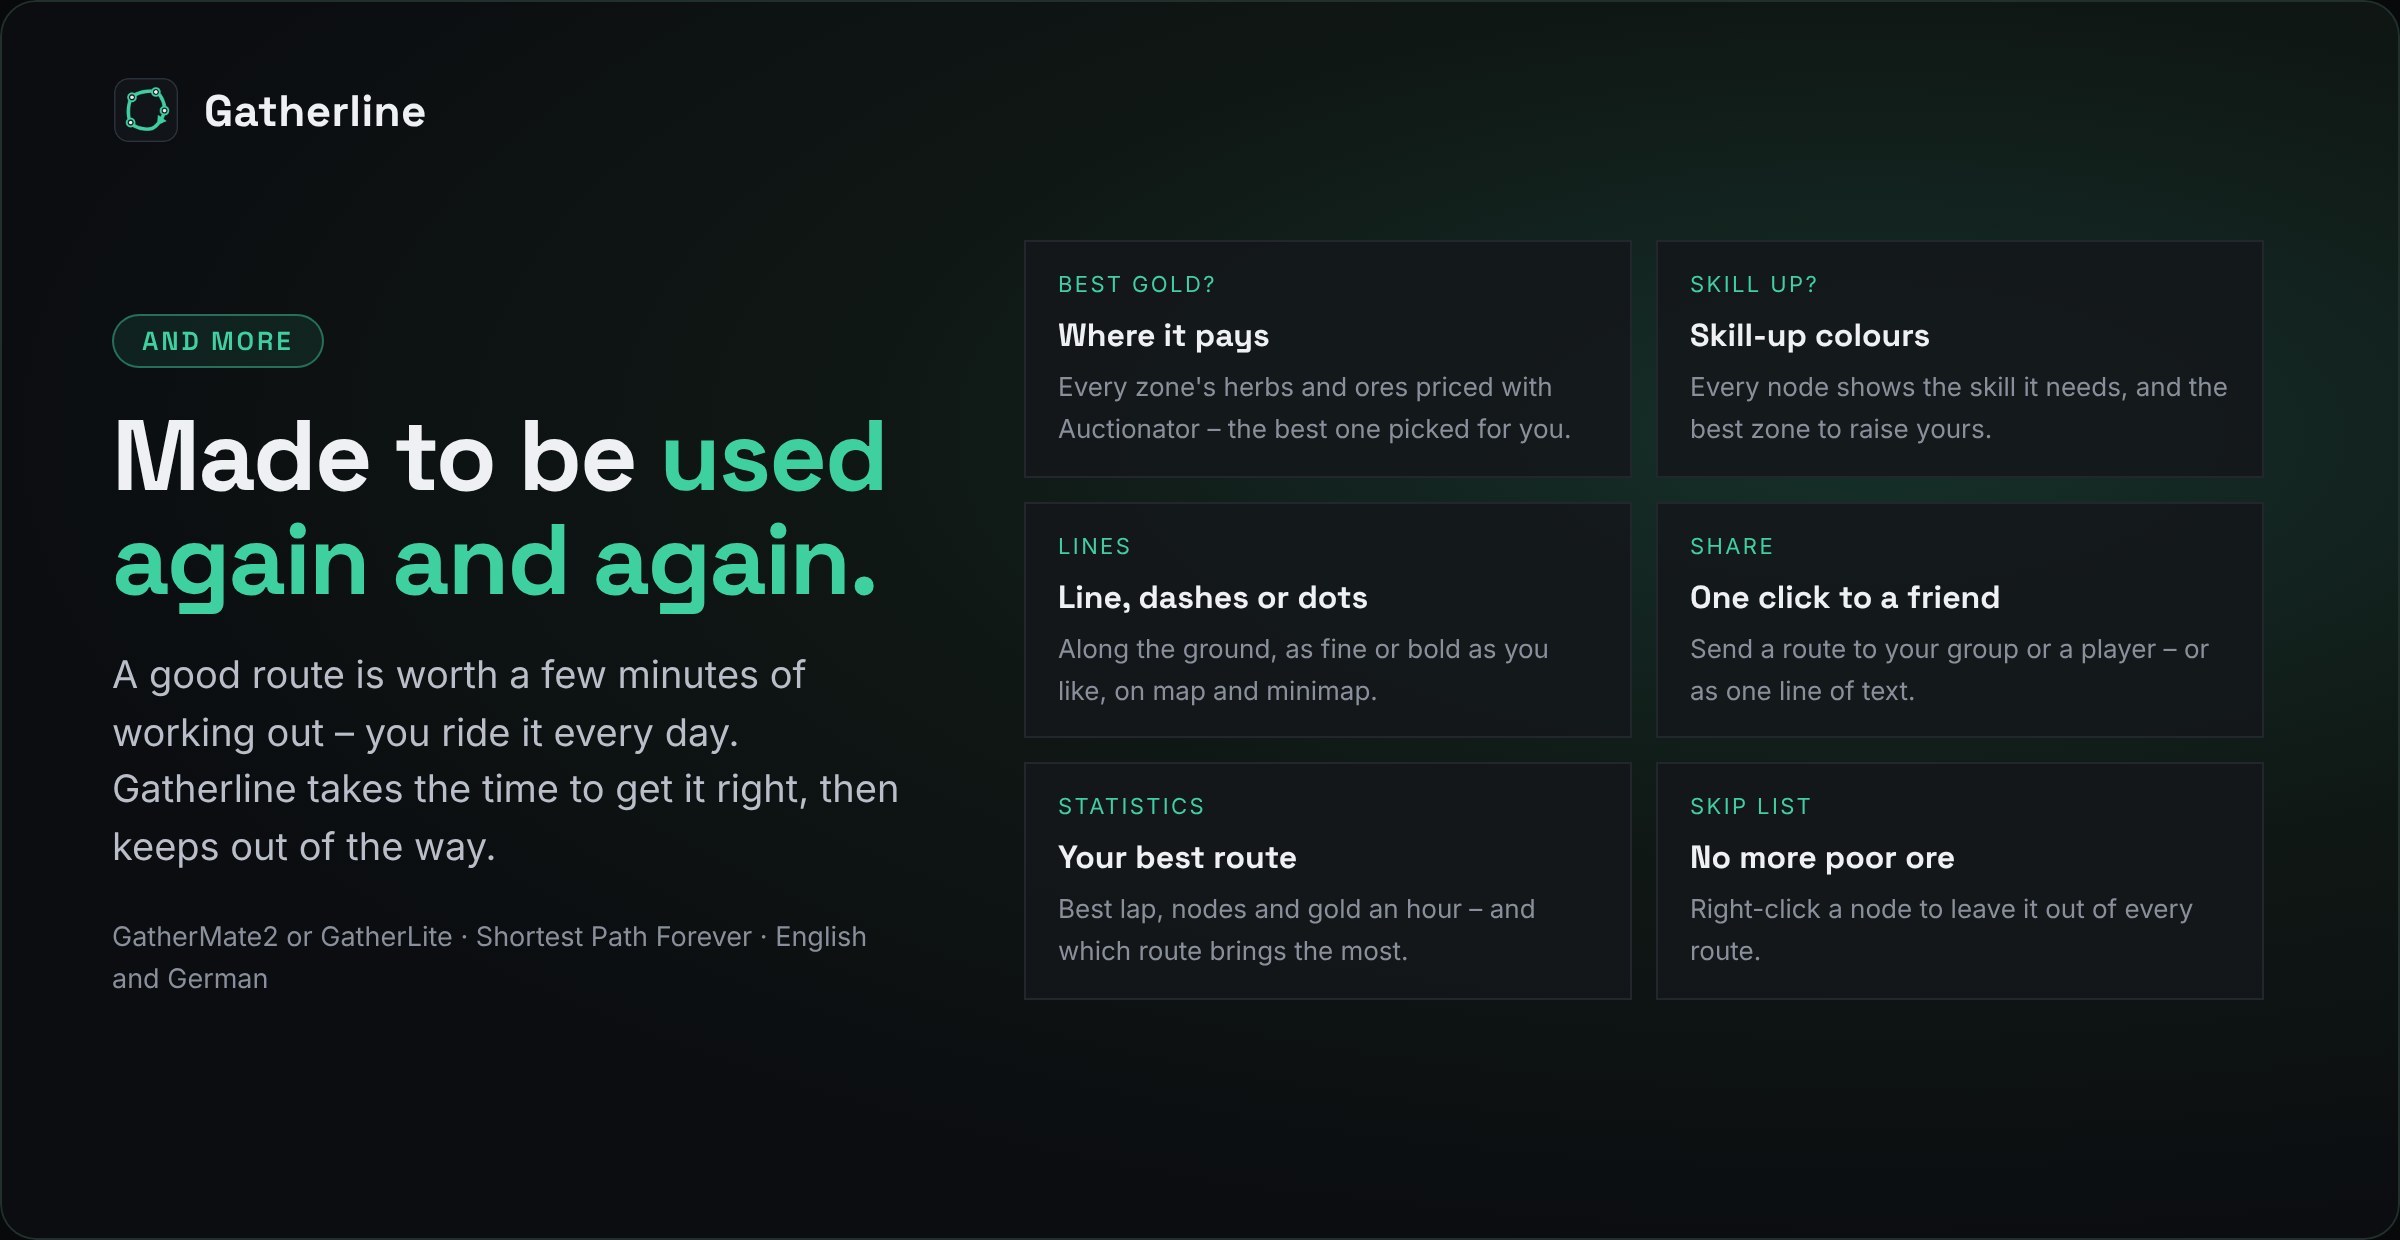 Gatherline
AND MORE
Made to be used
again and again.
A good route is worth a few minutes of
working out – you ride it every day.
Gatherline takes the time to get it right, then
keeps out of the way.
GatherMate2 or GatherLite · Shortest Path Forever · English
and German
BEST GOLD?
Where it pays
Every zone's herbs and ores priced with
Auctionator – the best one picked for you.
SKILL UP?
Skill-up colours
Every node shows the skill it needs, and the
best zone to raise yours.
LINES
Line, dashes or dots
Along the ground, as fine or bold as you
like, on map and minimap.
SHARE
One click to a friend
Send a route to your group or a player – or
as one line of text.
STATISTICS
Your best route
Best lap, nodes and gold an hour – and
which route brings the most.
SKIP LIST
No more poor ore
Right-click a node to leave it out of every
route.